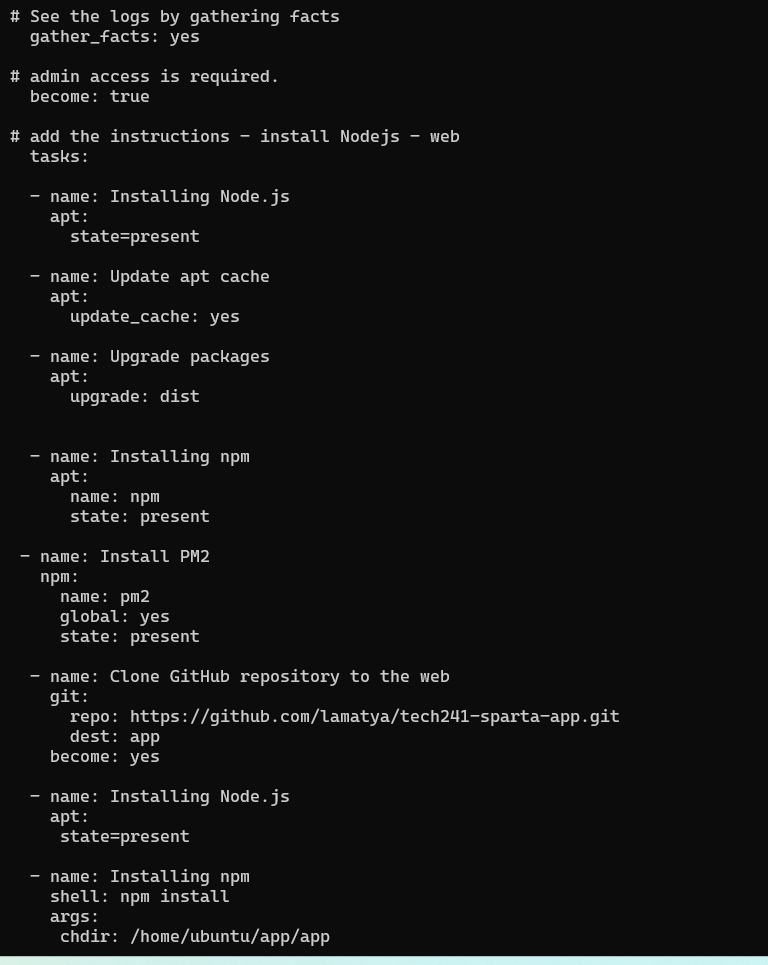 # See the logs by gathering facts
  gather_facts: yes

# admin access is required.
  become: true

# add the instructions - install Nodejs - web
  tasks:

  - name: Installing Node.js
    apt:
      state=present

  - name: Update apt cache
    apt:
      update_cache: yes

  - name: Upgrade packages
    apt:
      upgrade: dist


  - name: Installing npm
    apt:
      name: npm
      state: present

 - name: Install PM2
   npm:
     name: pm2
     global: yes
     state: present

  - name: Clone GitHub repository to the web
    git:
      repo: https://github.com/lamatya/tech241-sparta-app.git
      dest: app
    become: yes

  - name: Installing Node.js
    apt:
     state=present

  - name: Installing npm
    shell: npm install
    args:
     chdir: /home/ubuntu/app/app